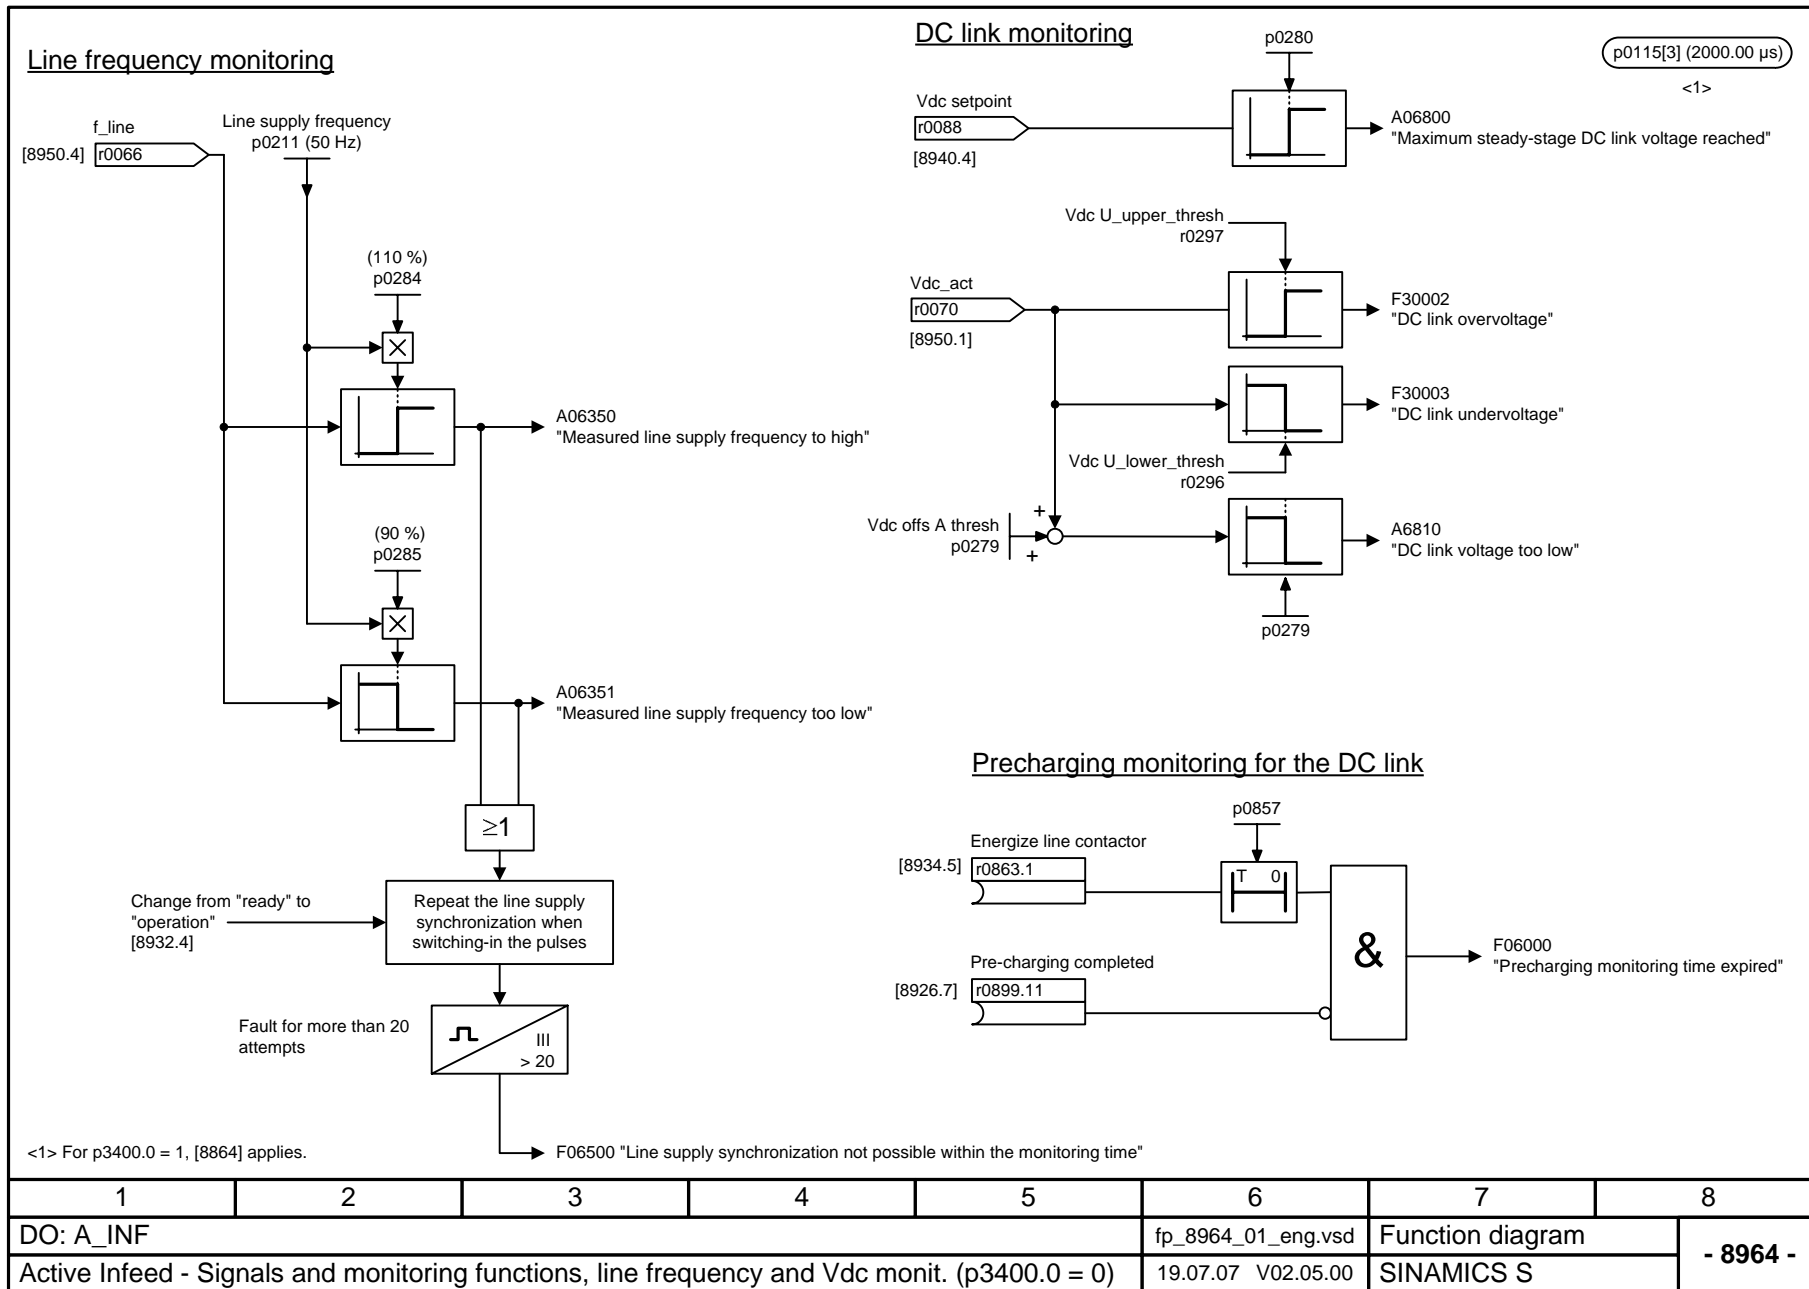 Line frequency monitoring
f_line
[8950.4]
r0066
Line supply frequency
p0211 (50 Hz)
(110 %)
p0284
A06350
"Measured line supply frequency to high"
(90 %)
p0285
A06351
"Measured line supply frequency too low"
≥1
Change from "ready" to
"operation"
[8932.4]
Repeat the line supply
synchronization when
switching-in the pulses
Fault for more than 20
attempts
III
> 20
F06500 "Line supply synchronization not possible within the monitoring time"
<1> For p3400.0 = 1, [8864] applies.
DC link monitoring
p0280
p0115[3] (2000.00 µs)
<1>
Vdc setpoint
r0088
[8940.4]
A06800
"Maximum steady-stage DC link voltage reached"
Vdc U_upper_thresh
r0297
Vdc_act
r0070
[8950.1]
F30002
"DC link overvoltage"
F30003
"DC link undervoltage"
Vdc U_lower_thresh
r0296
Vdc offs A thresh
p0279
+
+
A6810
"DC link voltage too low"
p0279
Precharging monitoring for the DC link
p0857
Energize line contactor
[8934.5]
r0863.1
T 0
Pre-charging completed
[8926.7]
r0899.11
&
F06000
"Precharging monitoring time expired"
1 2 3 4 5 6 7 8
DO: A_INF
fp_8964_01_eng.vsd
Function diagram
- 8964 -
Active Infeed - Signals and monitoring functions, line frequency and Vdc monit. (p3400.0 = 0)
19.07.07 V02.05.00
SINAMICS S